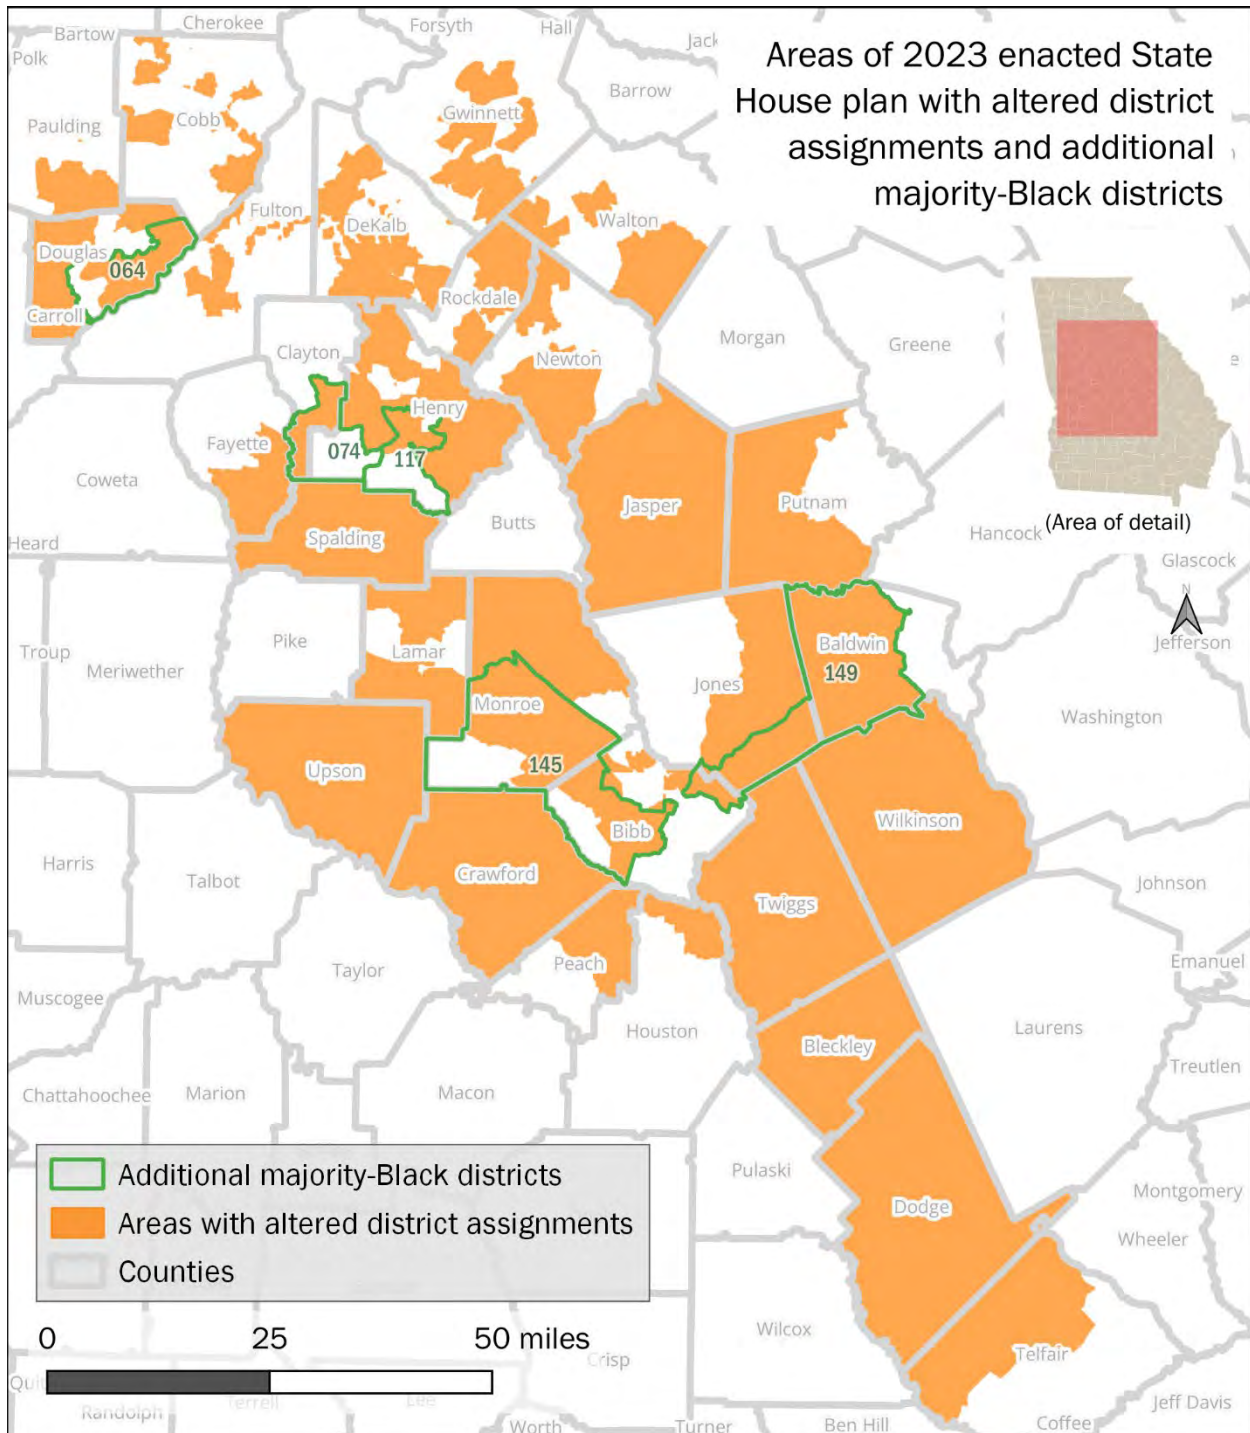 Areas of 2023 enacted State
House plan with altered district
assignments and additional
majority-Black districts
Cherokee
Forsyth
Hall
Bartow
Jack
Polk
Barrow
Gwinnett
Cobb
Paulding
Fulton
Walton
DeKalb
Douglas
064
Rockdale
Carroll
Morgan
Greene
Clayton
Newton
Henry
Fayette
074
117
Coweta
Jasper
Putnam
(Area of detail)
Butts
Hancock
Spalding
Heard
Glascock
N
Pike
Baldwin
Jefferson
Troup
Lamar
Meriwether
149
Jones
Monroe
Washington
145
Upson
Wilkinson
Bibb
Harris
Crawford
Talbot
Johnson
Twiggs
Peach
Taylor
Emanuel
Muscogee
Houston
Laurens
Bleckley
Treutlen
Chattahoochee
Marion
Macon
Pulaski
Additional majority-Black districts
Montgomery
Dodge
Areas with altered district assignments
Wheeler
Counties
Wilcox
0 25 50 miles
Telfair
Crisp
Qui
Terrell
Lee
Jeff Davis
Randolph
Worth
Turner
Ben Hill
Coffee